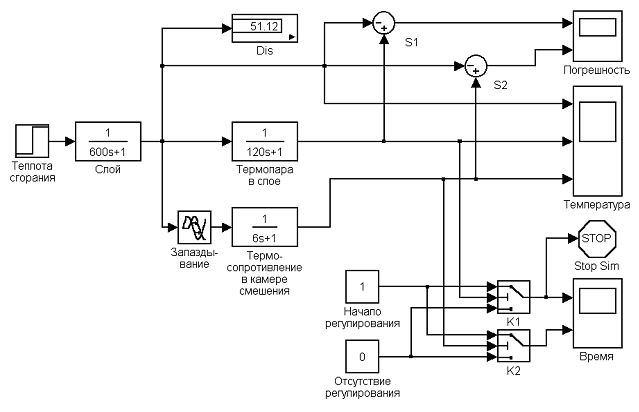 51.12
Dis
S1
S2
Погрешность
1
600s+1
Слой
Теплота
сгорания
1
120s+1
Термопара
в слое
Температура
1
6s+1
Запазды-
вание
Термо-
сопротивление
в камере
смешения
STOP
Stop Sim
1
Начало
регулирования
K1
0
Отсутствие
регулирования
K2
Время